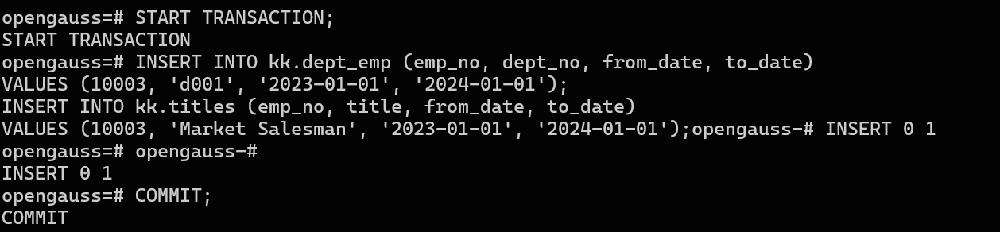 opengauss=# START TRANSACTION;
START TRANSACTION
opengauss=# INSERT INTO kk.dept_emp (emp_no, dept_no, from_date, to_date)
VALUES (10003, 'd001', '2023-01-01', '2024-01-01');
INSERT INTO kk.titles (emp_no, title, from_date, to_date)
VALUES (10003, 'Market Salesman', '2023-01-01', '2024-01-01');opengauss-# INSERT 0 1
opengauss=# opengauss-#
INSERT 0 1
opengauss=# COMMIT;
COMMIT